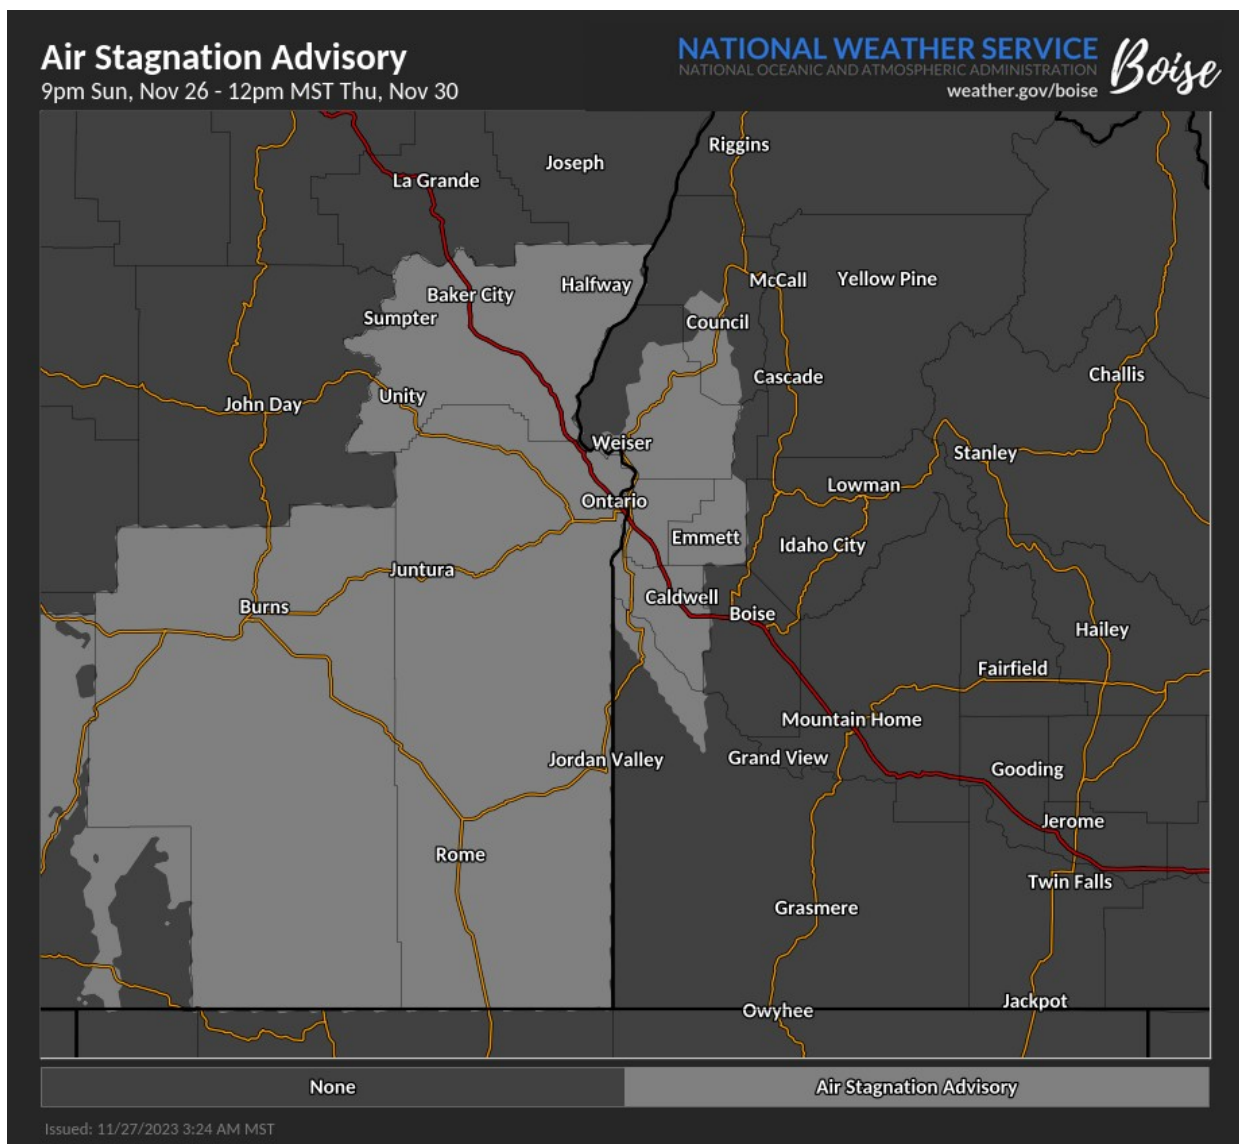 Air Stagnation Advisory
9pm Sun, Nov 26 - 12pm MST Thu, Nov 30
NATIONAL WEATHER SERVICE
NATIONAL OCEANIC AND ATMOSPHERIC ADMINISTRATION
weather.gov/boise
Boise
Riggins
Joseph
La Grande
McCall
Yellow Pine
Halfway
Baker City
Sumpter
Council
Cascade
Challis
Unity
John Day
Weiser
Stanley
Lowman
Ontario
Emmett
Idaho City
Juntura
Caldwell
Burns
Boise
Hailey
Fairfield
Mountain Home
Jordan Valley
Grand View
Gooding
Jerome
Rome
Twin Falls
Grasmere
Jackpot
Owyhee
None
Air Stagnation Advisory
Issued: 11/27/2023 3:24 AM MST